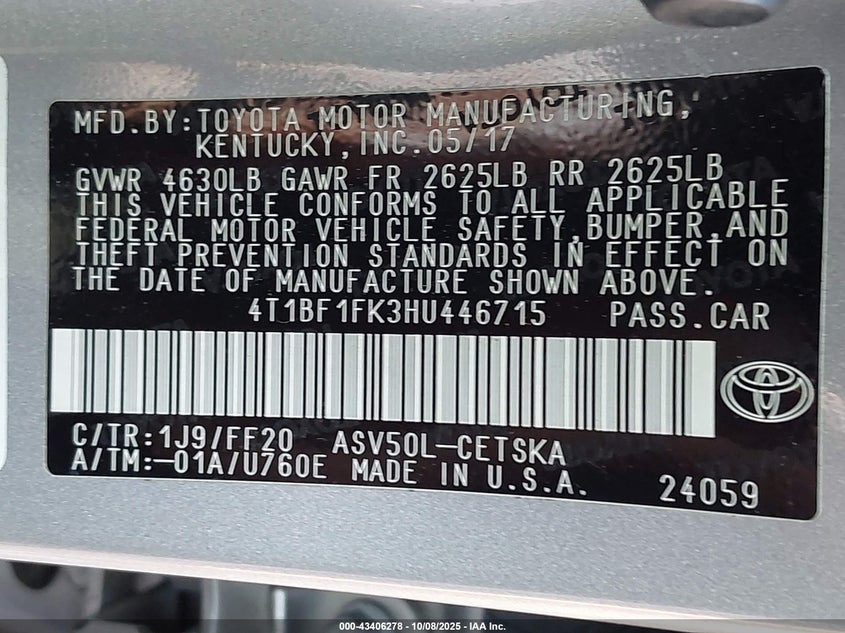 MFD.BY:TOYOTA MOTOR MANUFACTURING,
KENTUCKY,INC.05/17
GVWR 4630LB GAWR FR 2625LB RR 2625LB
THIS VEHICLE CONFORMS TO ALL APPLICABLE
FEDERAL MOTOR VEHICLE SAFETY,BUMPER,AND
THEFT PREVENTION STANDARDS IN EFFECT ON
THE DATE OF MANUFACTURE SHOWN ABOVE.
4T1BF1FK3HU446715 PASS.CAR
C/TR:1J9/FF20 ASV50L-CETSKA
A/TM:-01A/U760E MADE IN U.S.A. 24059
000-43406278 - 10/08/2025 - IAA Inc.